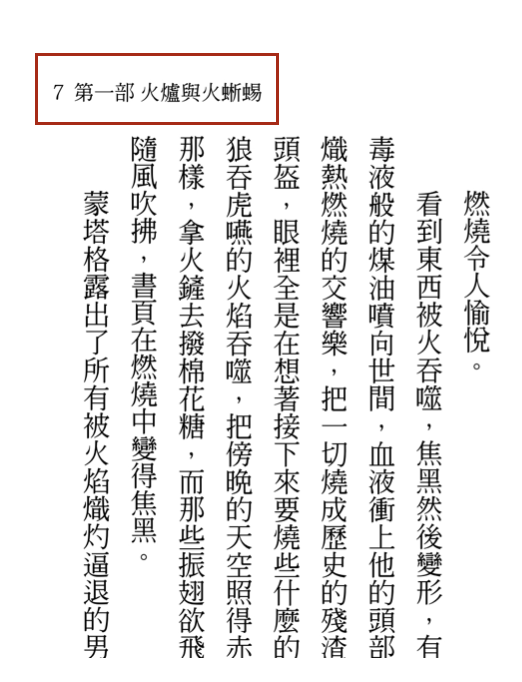 7 第一部 火爐與火蜥蜴
燃燒令人愉悅。
看到東西被火吞噬，焦黑然後變形，有
毒液般的煤油噴向世間，血液衝上他的頭部
熾熱燃燒的交響樂，把一切燒成歷史的殘渣
頭盔，眼裡全是在想著接下來要燒些什麼的
狼吞虎嚥的火焰吞噬，把傍晚的天空照得赤
那樣，拿火鏟去撥棉花糖，而那些振翅欲飛
隨風吹拂，書頁在燃燒中變得焦黑。
蒙塔格露出了所有被火焰熾灼逼退的男